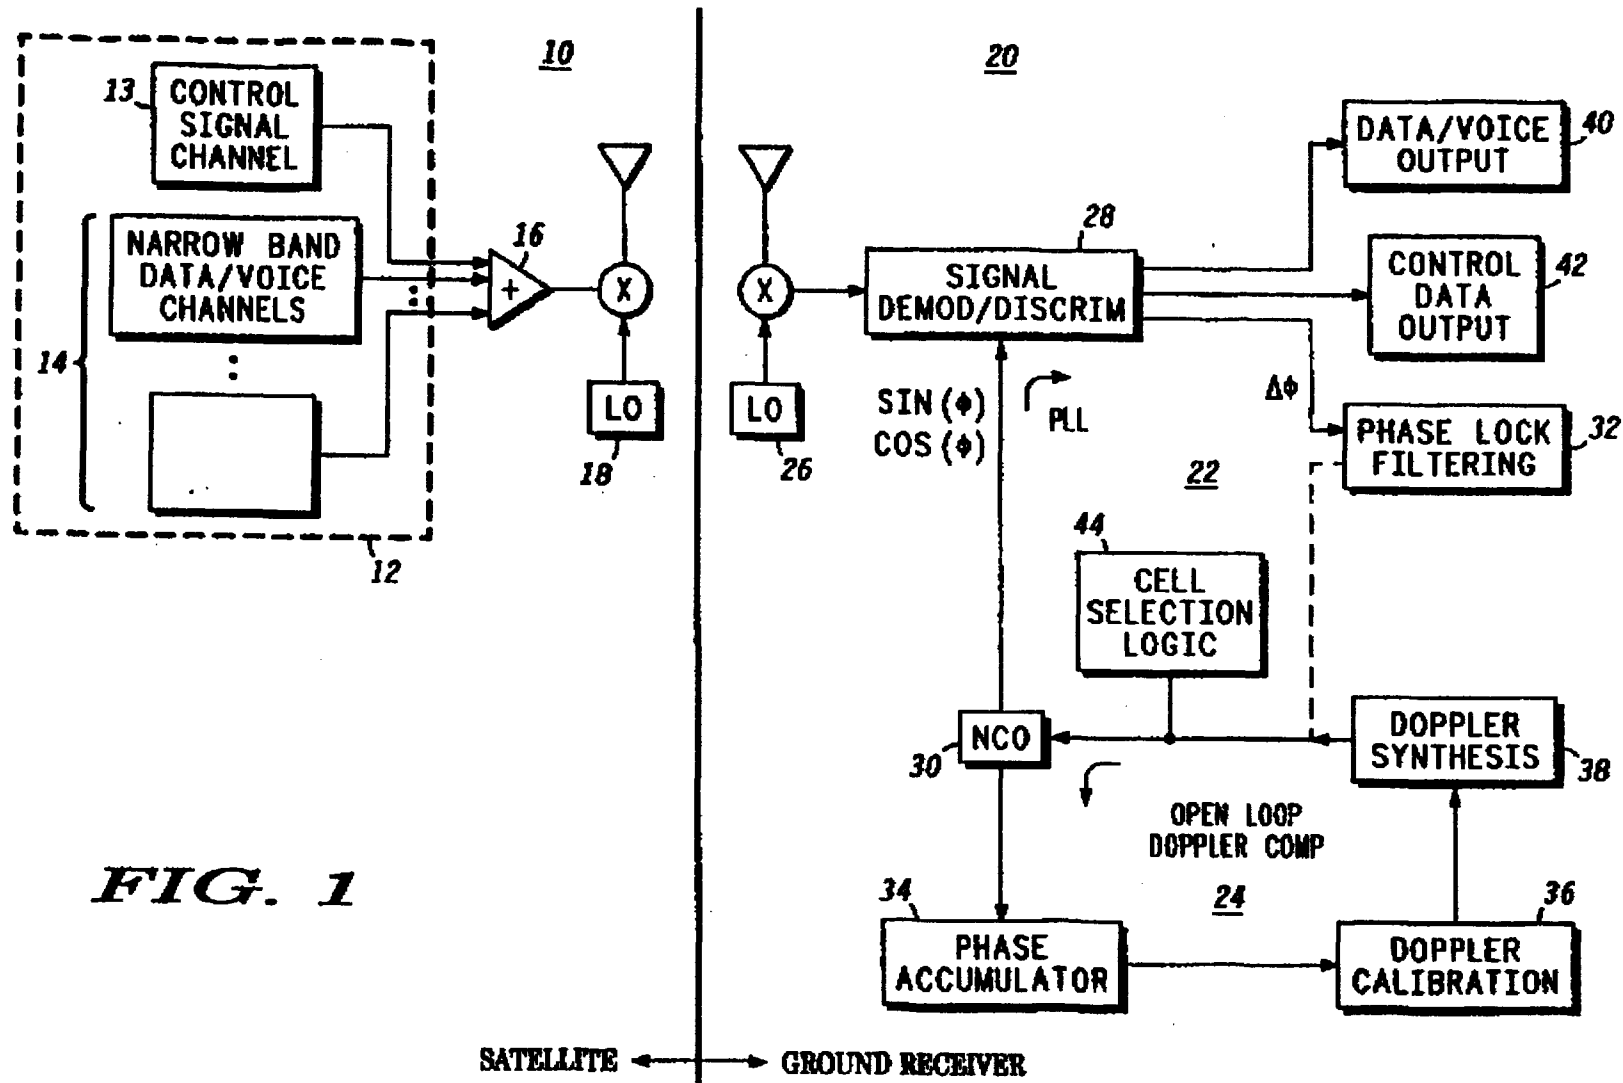 10
20
13
CONTROL
SIGNAL
CHANNEL
14
NARROW BAND
DATA/VOICE
CHANNELS
12
16
+
X
LO
18
X
LO
26
28
SIGNAL
DEMOD/DISCRIM
DATA/VOICE
OUTPUT
40
CONTROL
DATA
OUTPUT
42
SIN (ϕ)
COS (ϕ)
PLL
Δϕ
PHASE LOCK
FILTERING
32
22
44
CELL
SELECTION
LOGIC
NCO
30
DOPPLER
SYNTHESIS
38
OPEN LOOP
DOPPLER COMP
24
34
PHASE
ACCUMULATOR
36
DOPPLER
CALIBRATION
FIG. 1
SATELLITE
GROUND RECEIVER